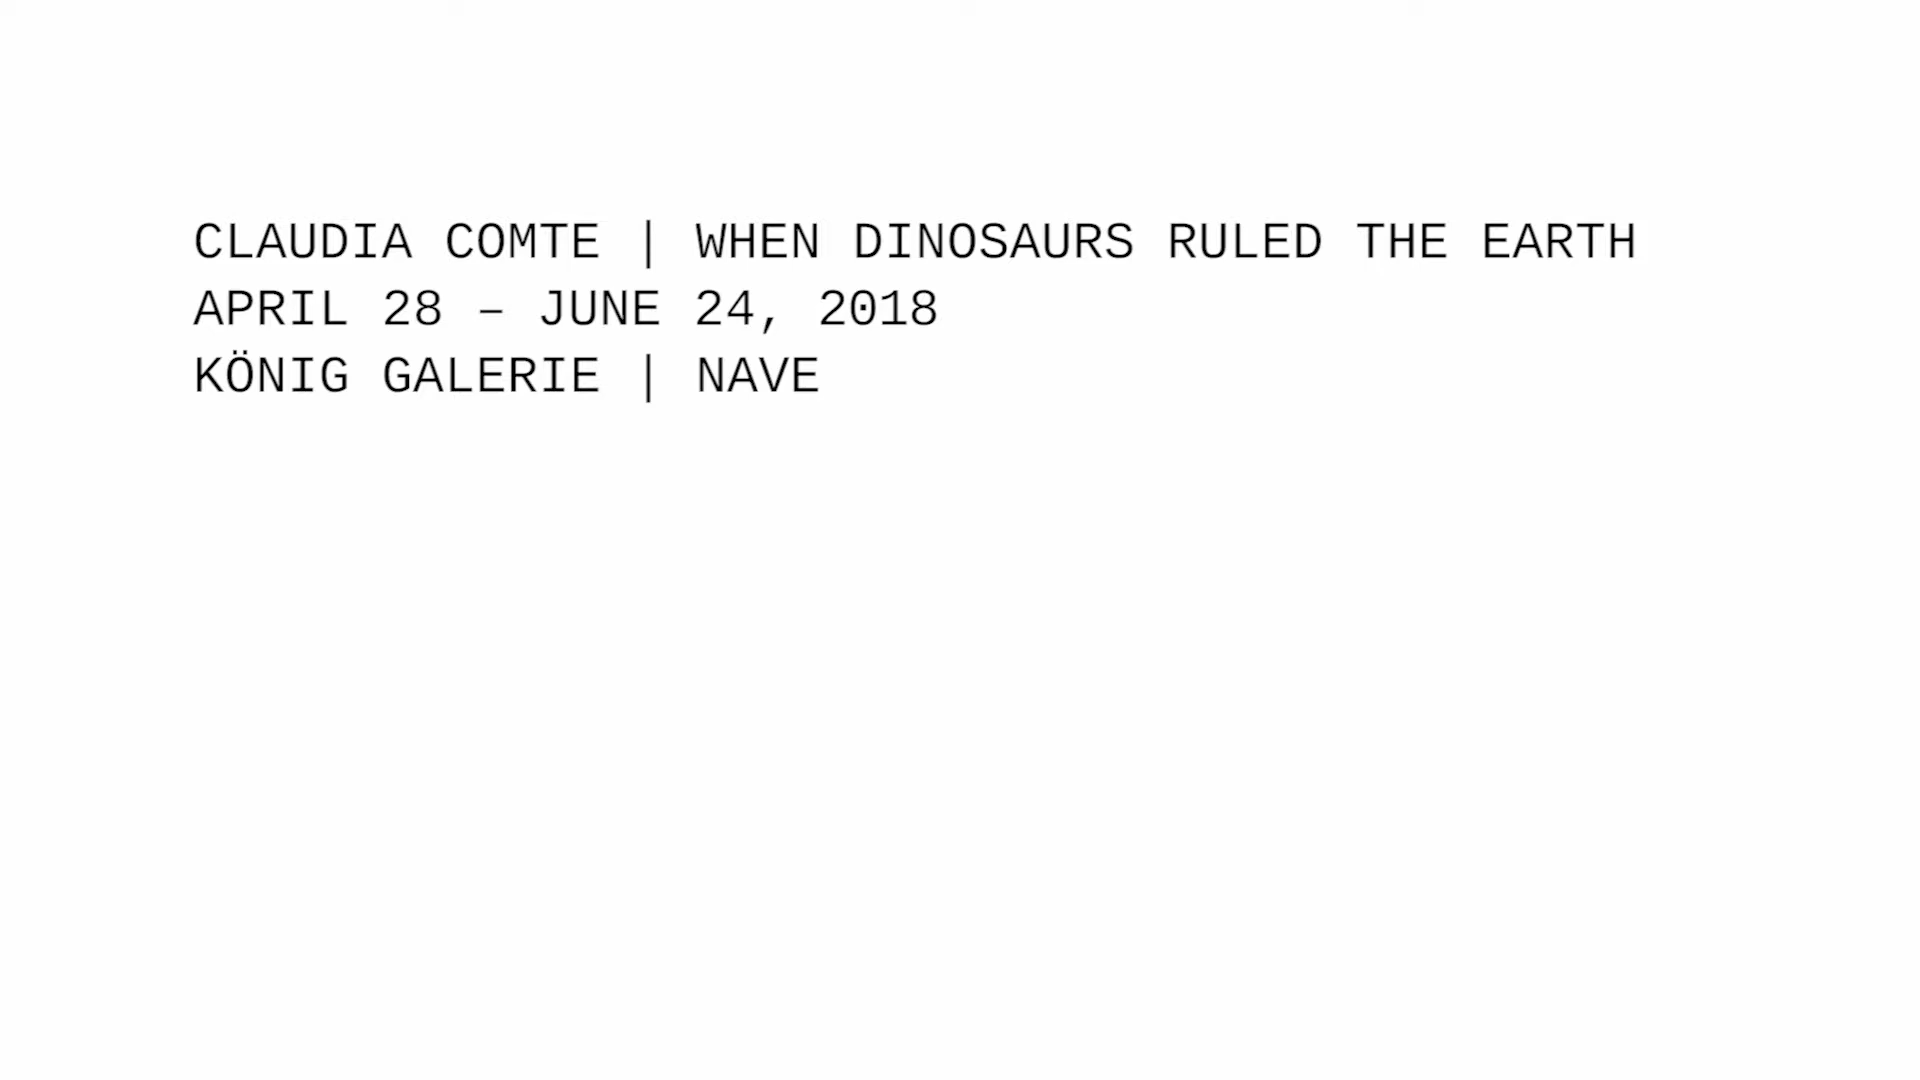 CLAUDIA COMTE | WHEN DINOSAURS RULED THE EARTH
APRIL 28 – JUNE 24, 2018
KÖNIG GALERIE | NAVE